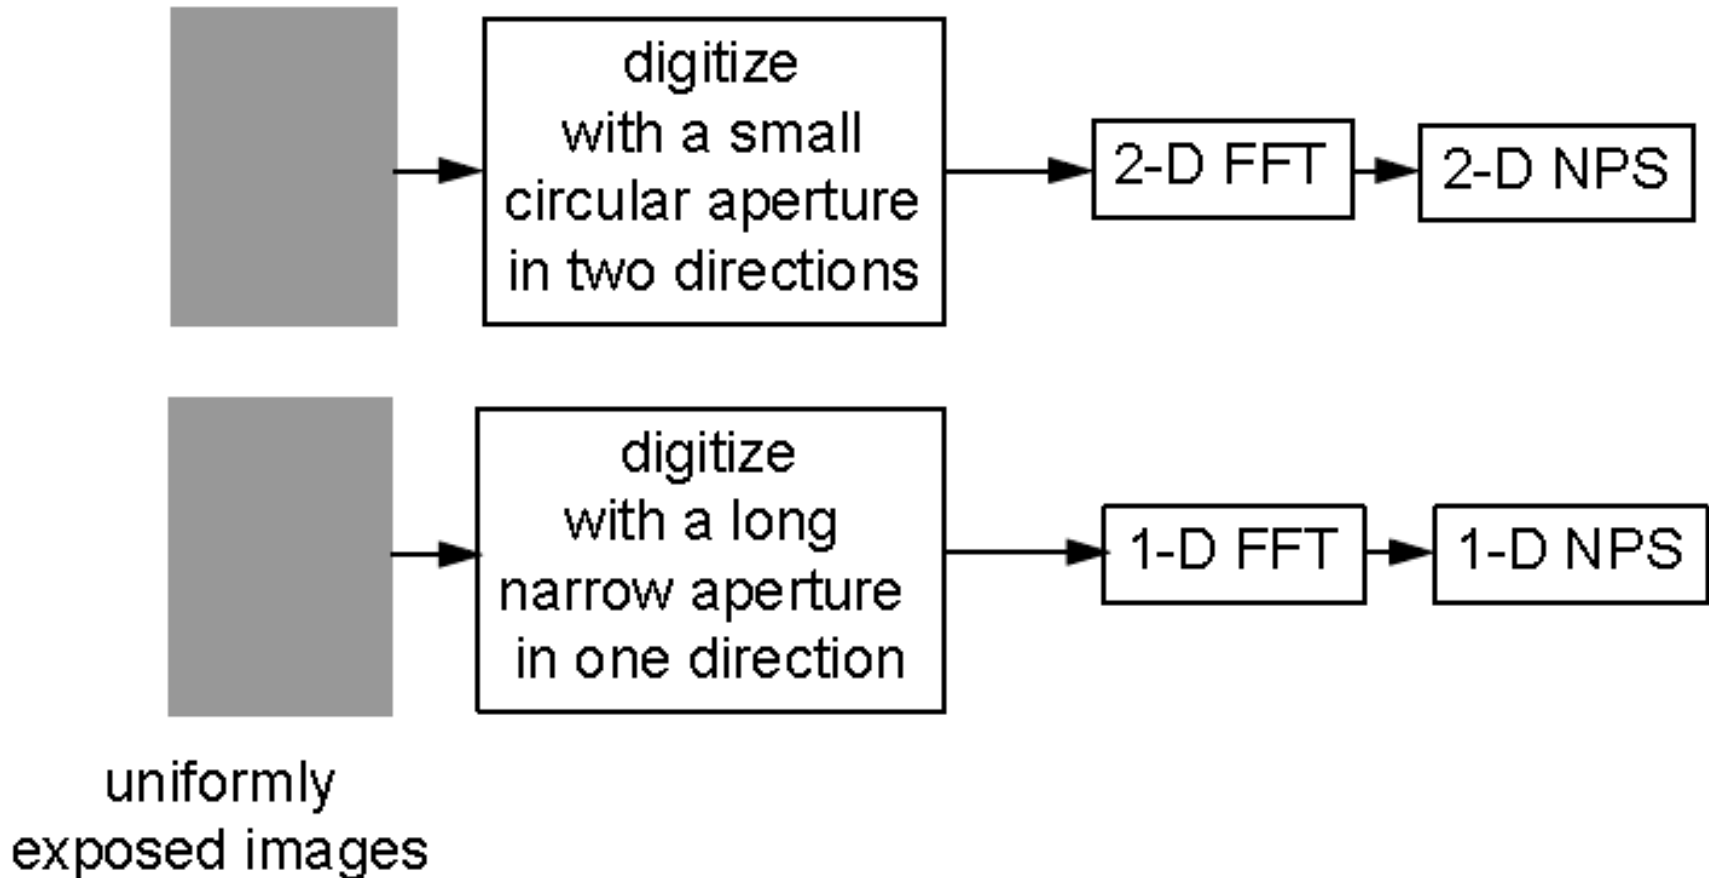 digitize
with a small
circular aperture
in two directions
2-D FFT
2-D NPS
digitize
with a long
narrow aperture
in one direction
1-D FFT
1-D NPS
uniformly
exposed images